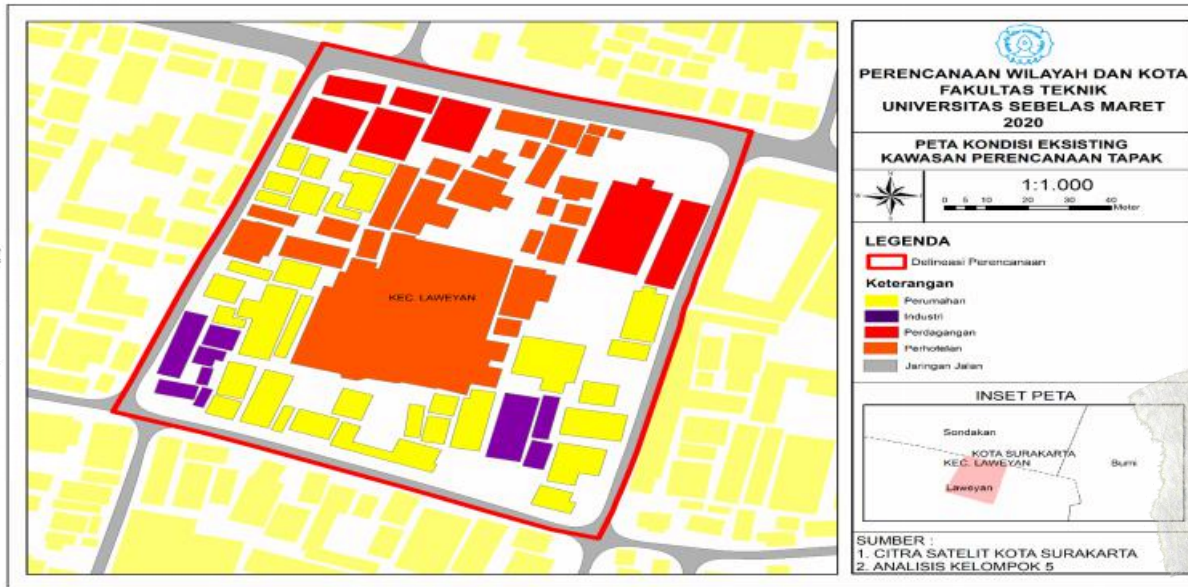 KEC. LAWEYAN
PERENCANAAN WILAYAH DAN KOTA
FAKULTAS TEKNIK
UNIVERSITAS SEBELAS MARET
2020
PETA KONDISI EKSISTING
KAWASAN PERENCANAAN TAPAK
1:1.000
0 5 10 20 30 40
Meter
LEGENDA
Delineasi Perencanaan
Keterangan
Perumahan
Industri
Perdagangan
Perhotelan
Jaringan Jalan
INSET PETA
Sondakan
KOTA SURAKARTA
KEC. LAWEYAN
Bumi
Laweyan
SUMBER :
1. CITRA SATELIT KOTA SURAKARTA
2. ANALISIS KELOMPOK 5